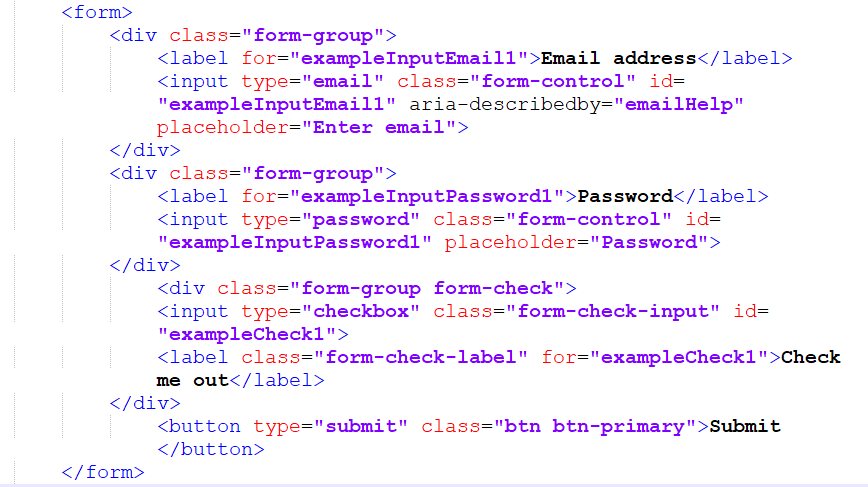 <form>
<div class="form-group">
<label for="exampleInputEmail1">Email address</label>
<input type="email" class="form-control" id=
"exampleInputEmail1" aria-describedby="emailHelp"
placeholder="Enter email">
</div>
<div class="form-group">
<label for="exampleInputPassword1">Password</label>
<input type="password" class="form-control" id=
"exampleInputPassword1" placeholder="Password">
</div>
<div class="form-group form-check">
<input type="checkbox" class="form-check-input" id=
"exampleCheck1">
<label class="form-check-label" for="exampleCheck1">Check
me out</label>
</div>
<button type="submit" class="btn btn-primary">Submit
</button>
</form>